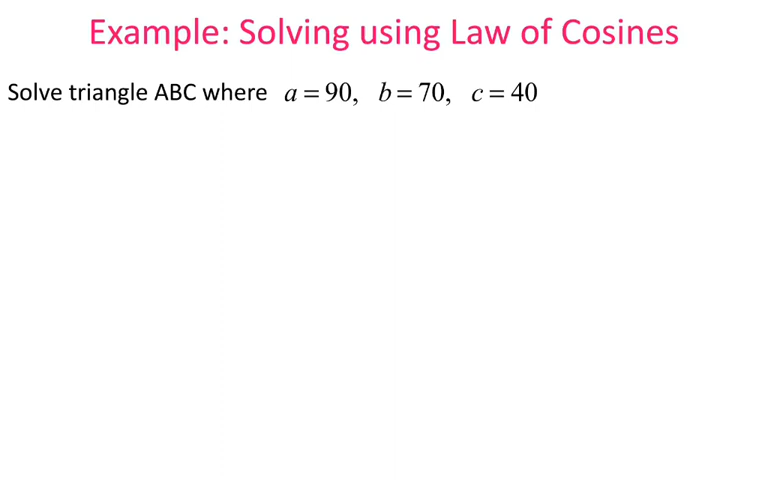 Example: Solving using Law of Cosines
Solve triangle ABC where a = 90, b = 70, c = 40